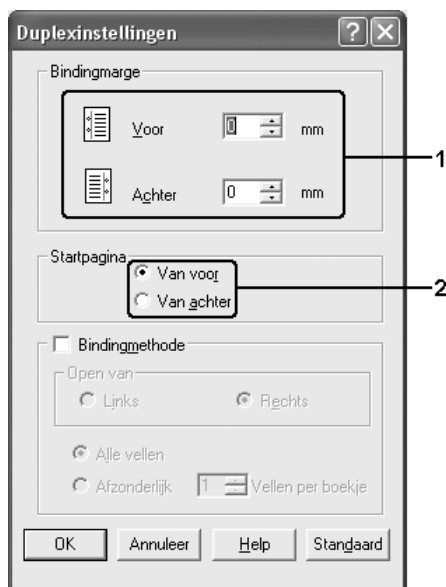 Duplexinstellingen
Bindingmarge
Voor 0 mm
1
Achter 0 mm
Startpagina
Van voor
2
Van achter
Bindingmethode
Open van
Links Rechts
Alle vellen
Afzonderlijk 1 Vellen per boekje
OK Annuleer Help Standaard